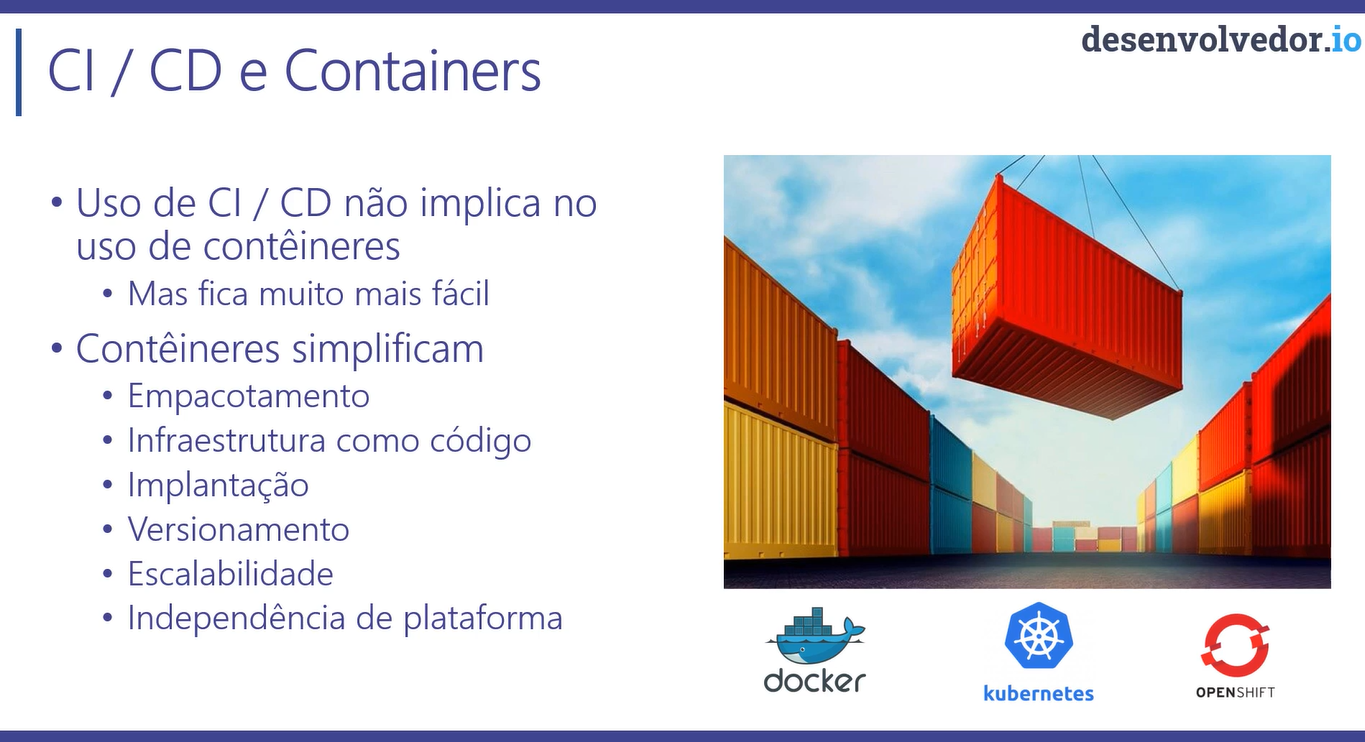 desenvolvedor.io
CI / CD e Containers
• Uso de CI / CD não implica no
uso de contêineres
• Mas fica muito mais fácil
• Contêineres simplificam
• Empacotamento
• Infraestrutura como código
• Implantação
• Versionamento
• Escalabilidade
• Independência de plataforma
docker
kubernetes
OPENSHIFT